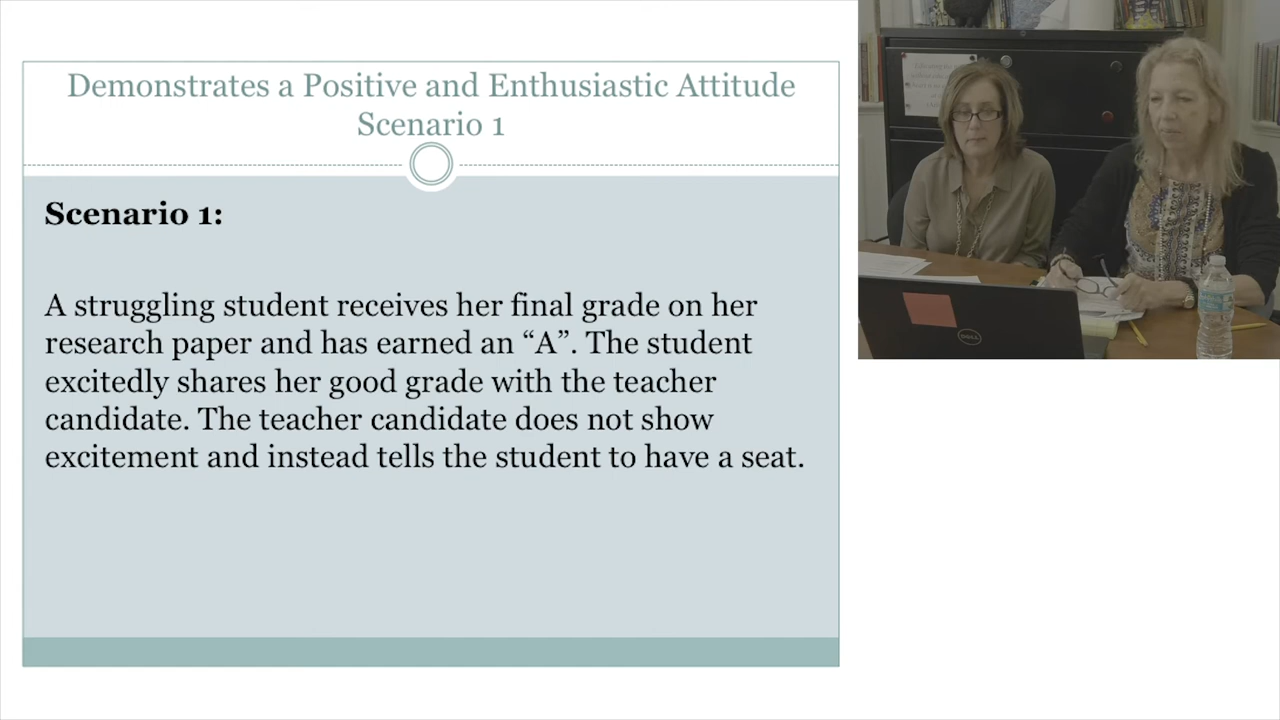 Demonstrates a Positive and Enthusiastic Attitude
Scenario 1
Scenario 1:
A struggling student receives her final grade on her
research paper and has earned an “A”. The student
excitedly shares her good grade with the teacher
candidate. The teacher candidate does not show
excitement and instead tells the student to have a seat.
DELL